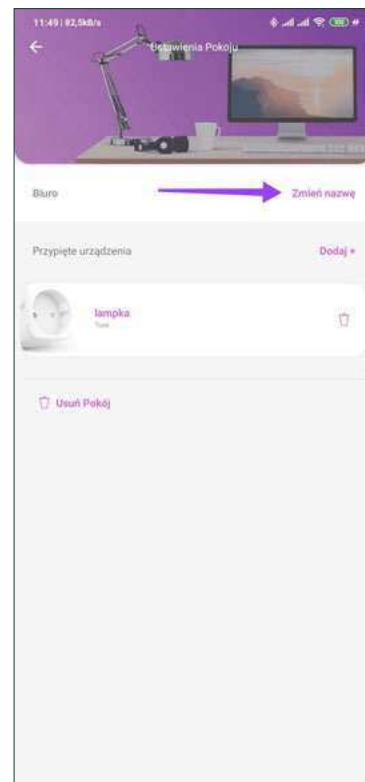 11:49 | 82,5kB/s
Ustawienia Pokoju
Biuro
Zmień nazwę
Przypięte urządzenia
Dodaj +
lampka
Tuya
Usuń Pokój